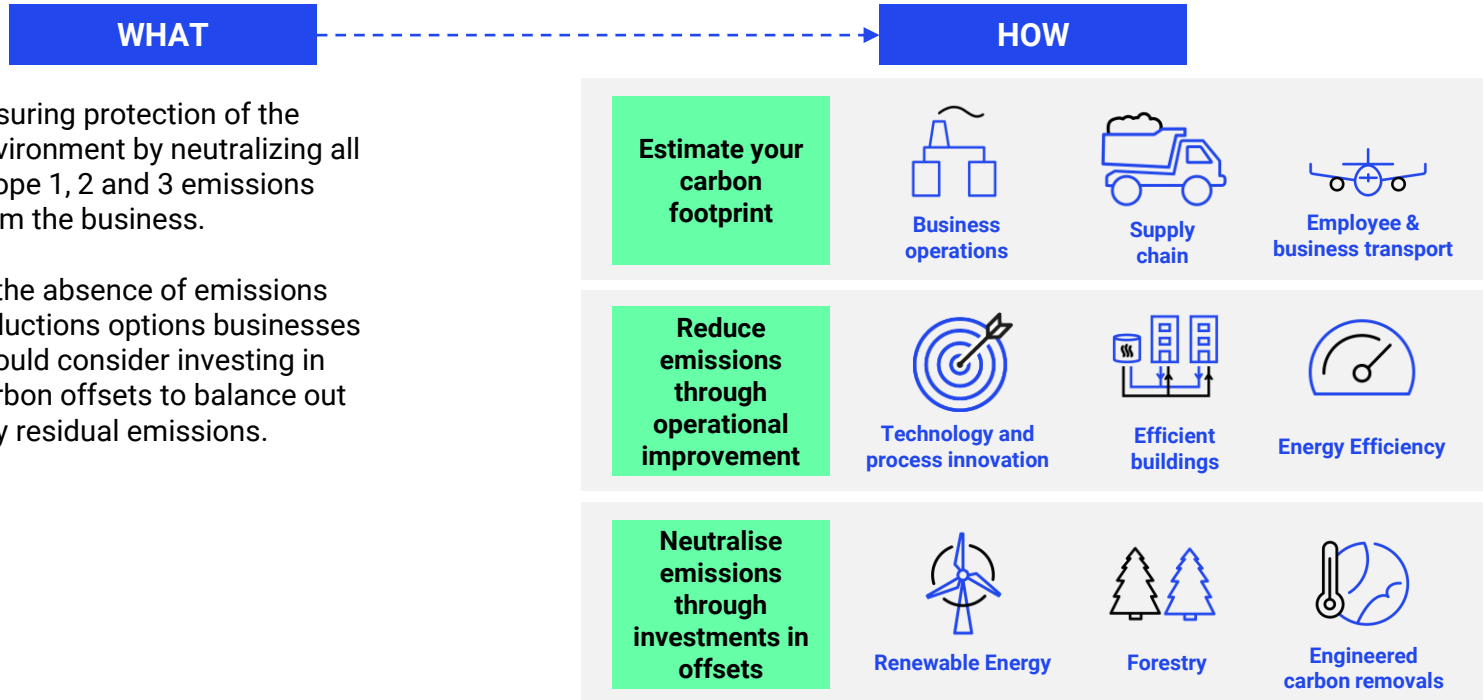 WHAT
HOW
suring protection of the
vironment by neutralizing all
ope 1, 2 and 3 emissions
m the business.
the absence of emissions
ductions options businesses
ould consider investing in
rbon offsets to balance out
y residual emissions.
Estimate your
carbon
footprint
Business
operations
Supply
chain
Employee &
business transport
Reduce
emissions
through
operational
improvement
Technology and
process innovation
Efficient
buildings
Energy Efficiency
Neutralise
emissions
through
investments in
offsets
Renewable Energy
Forestry
Engineered
carbon removals